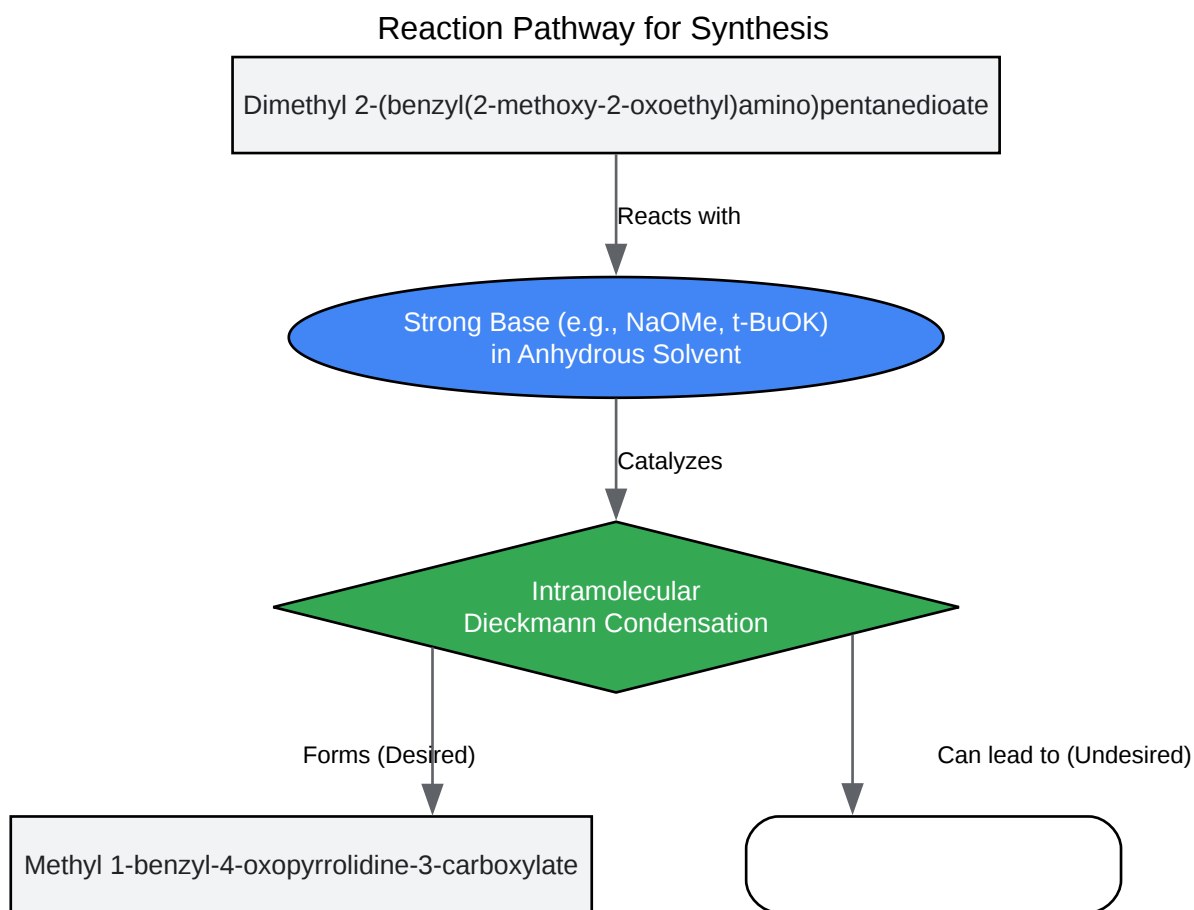 Reaction Pathway for Synthesis
Dimethyl 2-(benzyl(2-methoxy-2-oxoethyl)amino)pentanedioate
Reacts with
Strong Base (e.g., NaOMe, t-BuOK)
in Anhydrous Solvent
Catalyzes
Intramolecular
Dieckmann Condensation
Forms (Desired)
Can lead to (Undesired)
Methyl 1-benzyl-4-oxopyrrolidine-3-carboxylate